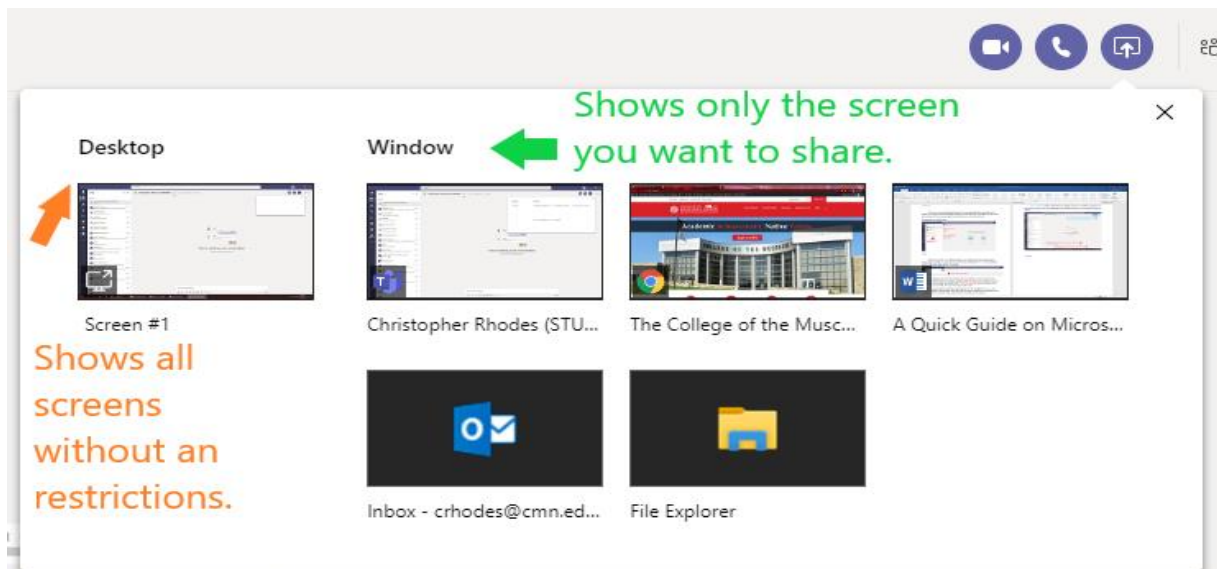 Shows only the screen
you want to share.
Desktop
Window
Screen #1
Christopher Rhodes (STU...
The College of the Musc...
A Quick Guide on Micros...
Shows all
screens
without an
restrictions.
Inbox - crhodes@cmn.ed...
File Explorer